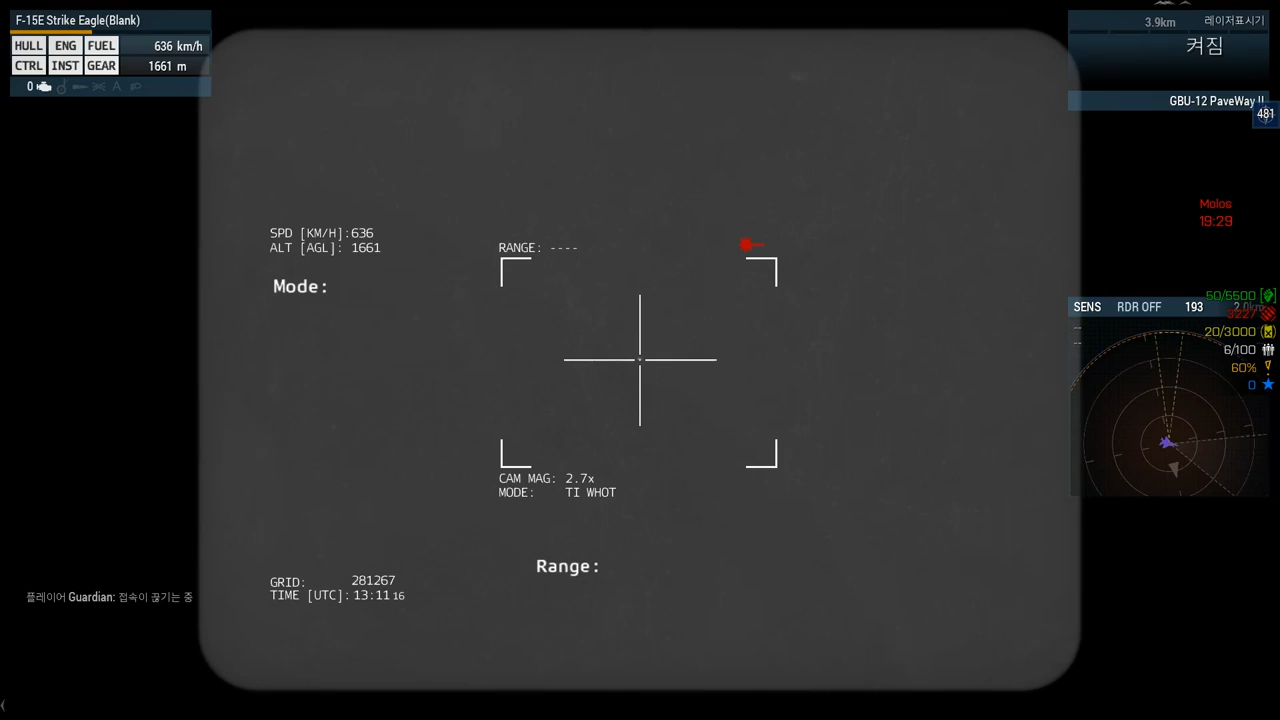 F-15E Strike Eagle(Blank)
HULL ENG FUEL 636 km/h
CTRL INST GEAR 1661 m
0 A
3.9km 레이저표시기
켜짐
GBU-12 PaveWay II
481
Molos
19:29
SPD [KM/H]: 636
ALT [AGL]: 1661
RANGE: ----
Mode:
50/5500
SENS RDR OFF 193 2.0km
3227
20/3000
6/100
60%
0
CAM MAG: 2.7x
MODE: TI WHOT
Range:
GRID: 281267
TIME [UTC]: 13:11 16
플레이어 Guardian: 접속이 끊기는 중